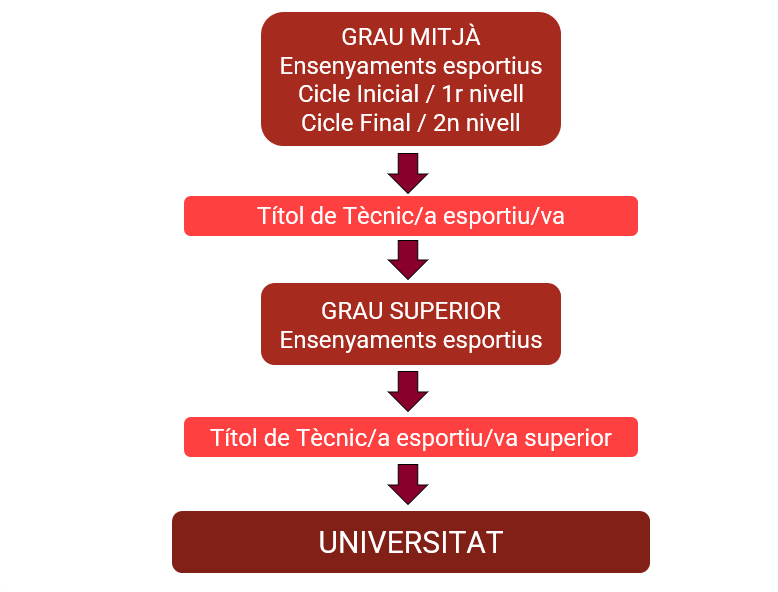 GRAU MITJÀ
Ensenyaments esportius
Cicle Inicial / 1r nivell
Cicle Final / 2n nivell
Títol de Tècnic/a esportiu/va
GRAU SUPERIOR
Ensenyaments esportius
Títol de Tècnic/a esportiu/va superior
UNIVERSITAT